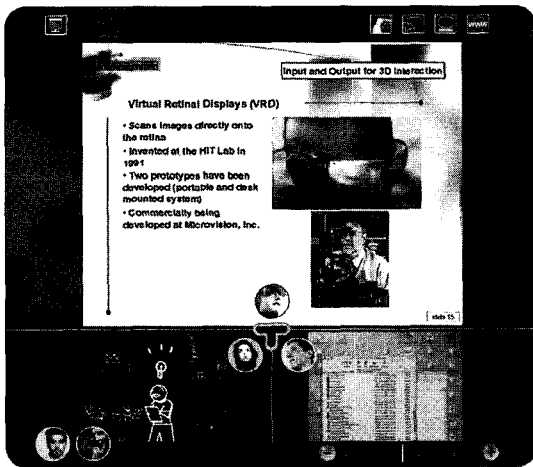 www
Input and Output for 3D Interaction
Virtual Retinal Displays (VRD)
• Scans images directly onto
the retina
• Invented at the HIT Lab in
1991
• Two prototypes have been
developed (portable and desk
mounted system)
• Commercially being
developed at Microvision, Inc.
slide 15